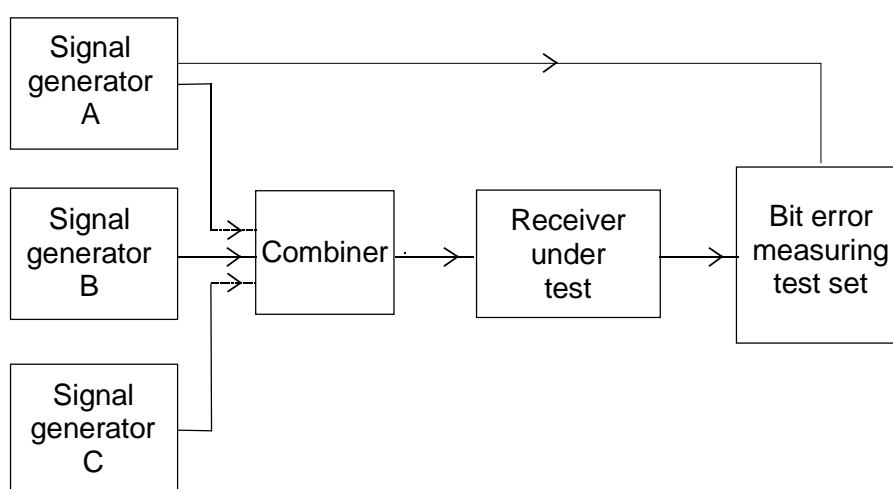 Signal
generator
A
Signal
generator
B
Combiner
Receiver
under
test
Bit error
measuring
test set
Signal
generator
C